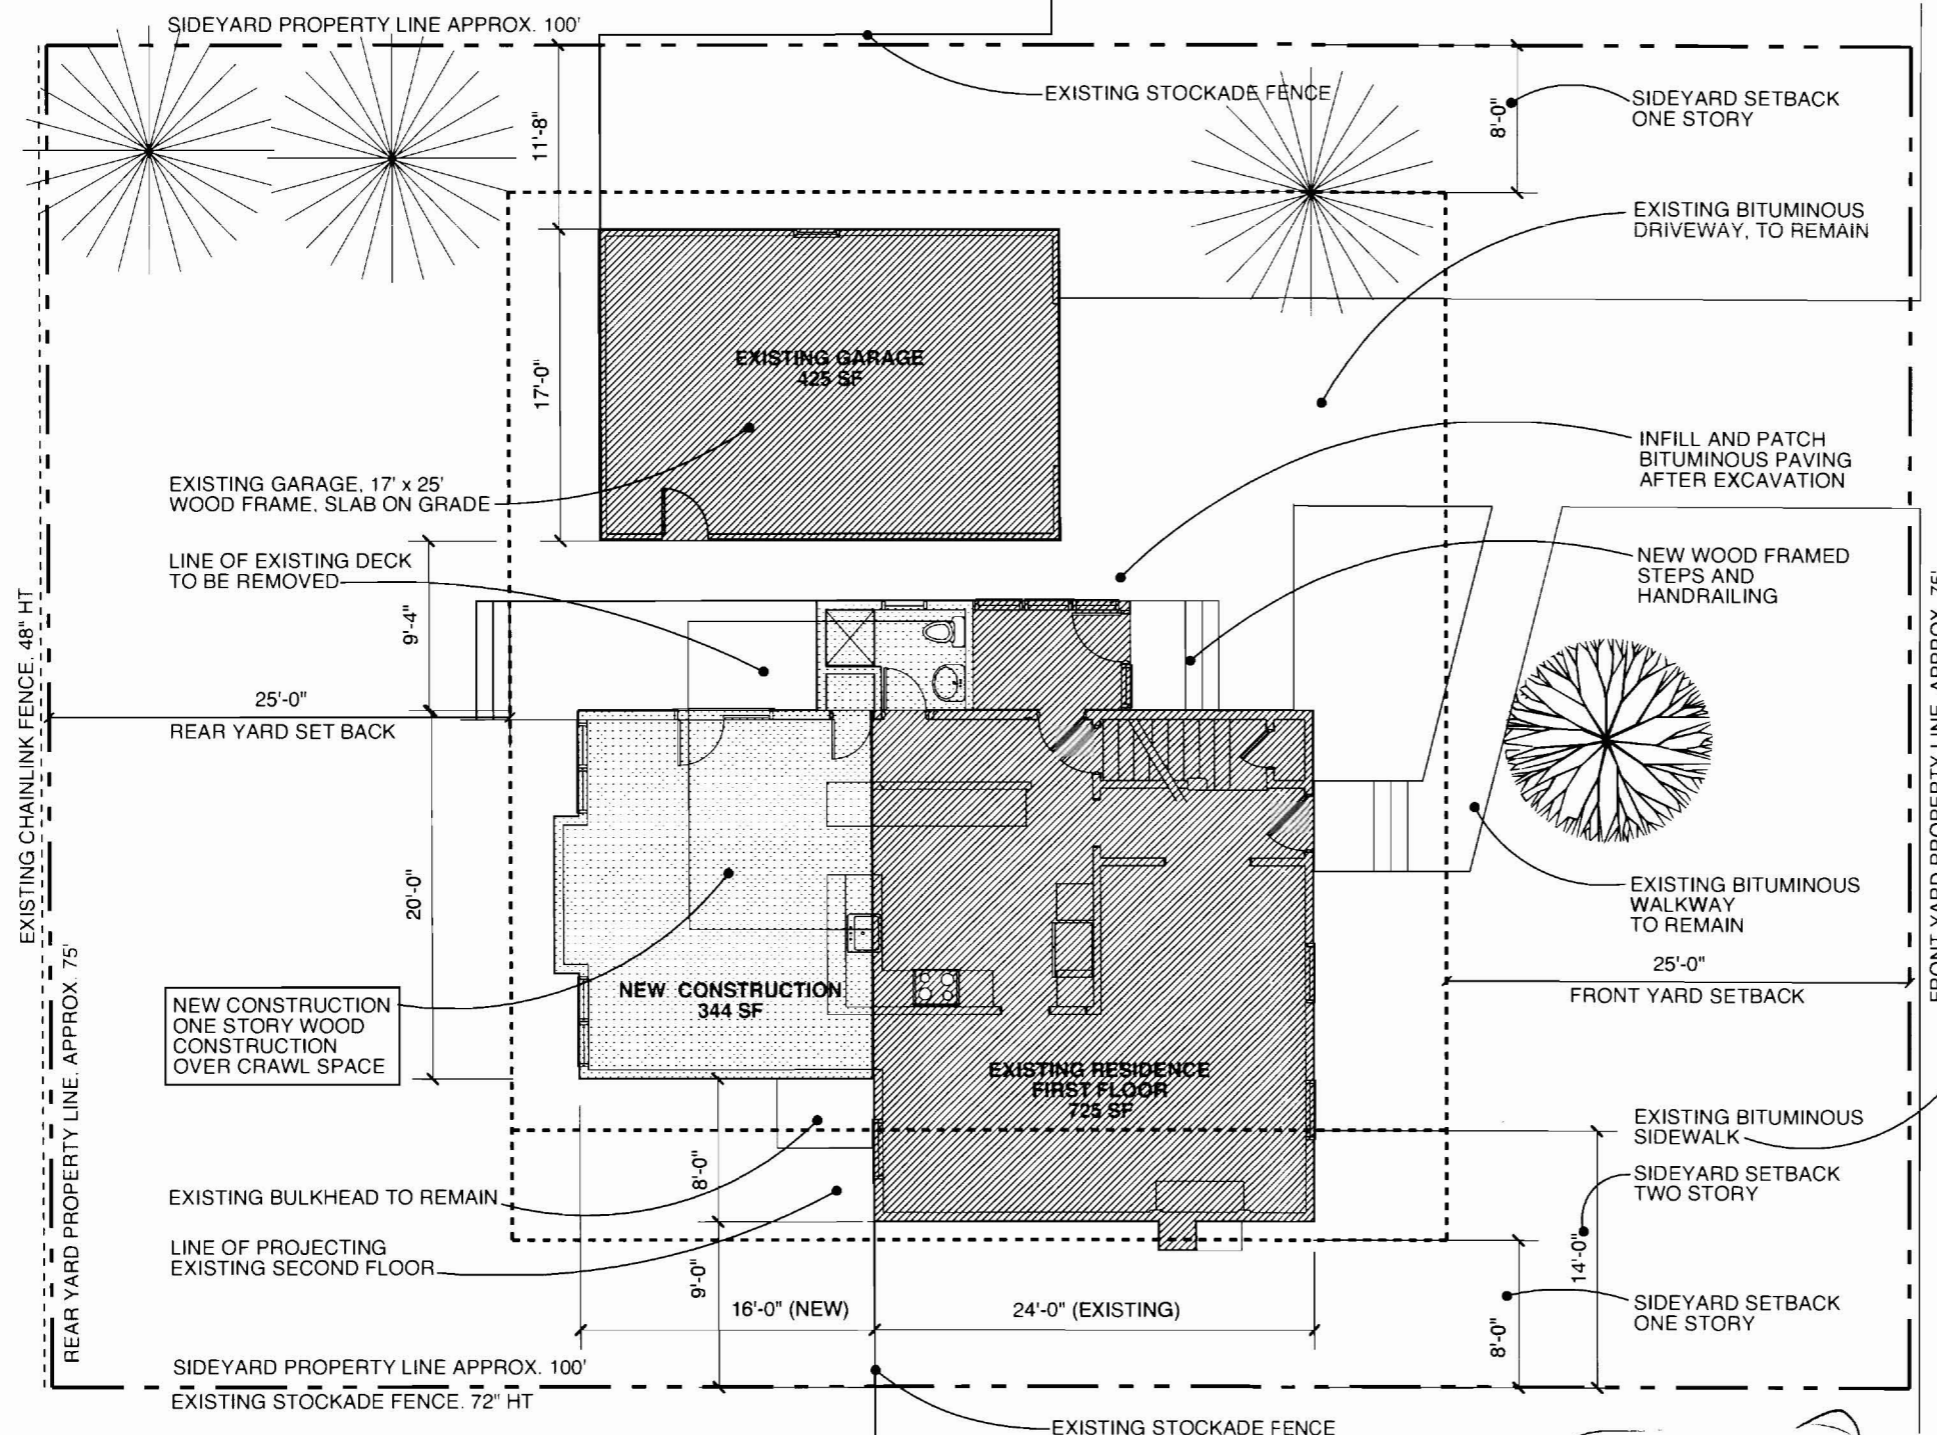 SIDEYARD PROPERTY LINE APPROX. 100'
EXISTING STOCKADE FENCE
11'-8"
8'-0"
SIDEYARD SETBACK
ONE STORY
EXISTING BITUMINOUS
DRIVEWAY, TO REMAIN
EXISTING GARAGE
425 SF
17'-0"
INFILL AND PATCH
BITUMINOUS PAVING
AFTER EXCAVATION
EXISTING GARAGE, 17' x 25'
WOOD FRAME, SLAB ON GRADE
LINE OF EXISTING DECK
TO BE REMOVED
NEW WOOD FRAMED
STEPS AND
HANDRAILING
9'-4"
EXISTING CHAINLINK FENCE. 48" HT
25'-0"
REAR YARD SET BACK
FRONT YARD PROPERTY LINE. APPROX. 75'
20'-0"
EXISTING BITUMINOUS
WALKWAY
TO REMAIN
25'-0"
FRONT YARD SETBACK
NEW CONSTRUCTION
344 SF
NEW CONSTRUCTION
ONE STORY WOOD
CONSTRUCTION
OVER CRAWL SPACE
REAR YARD PROPERTY LINE. APPROX. 75'
EXISTING RESIDENCE
FIRST FLOOR
725 SF
EXISTING BITUMINOUS
SIDEWALK
8'-0"
SIDEYARD SETBACK
TWO STORY
EXISTING BULKHEAD TO REMAIN
LINE OF PROJECTING
EXISTING SECOND FLOOR
14'-0"
9'-0"
16'-0" (NEW)
24'-0" (EXISTING)
8'-0"
SIDEYARD SETBACK
ONE STORY
SIDEYARD PROPERTY LINE APPROX. 100'
EXISTING STOCKADE FENCE. 72" HT
EXISTING STOCKADE FENCE